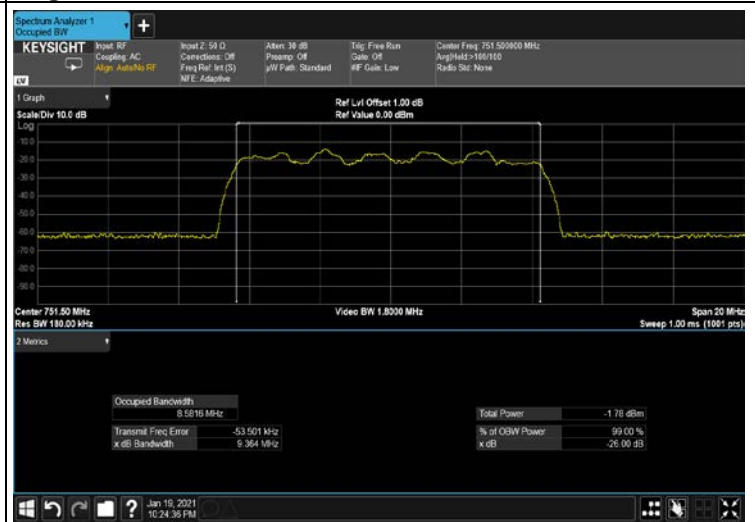 Spectrum Analyzer 1
Occupied BW
KEYSIGHT
Input: RF
Coupling: AC
Align: Auto/No RF
Input Z: 50 Ω
Corrections: Off
Freq Ref: Int (S)
NFE: Adaptive
Atten: 30 dB
Preamp: Off
µW Path: Standard
Trig: Free Run
Gate: Off
#IF Gain: Low
Center Freq: 751.500000 MHz
Avg|Hold:>100/100
Radio Std: None
1 Graph
Scale/Div 10.0 dB
Ref Lvl Offset 1.00 dB
Ref Value 0.00 dBm
Log
-10.0
-20.0
-30.0
-40.0
-50.0
-60.0
-70.0
-80.0
-90.0
Center 751.50 MHz
Video BW 1.8000 MHz
Span 20 MHz
Res BW 180.00 kHz
Sweep 1.00 ms (1001 pts)
2 Metrics
Occupied Bandwidth
8.5816 MHz
Total Power -1.78 dBm
Transmit Freq Error -53.501 kHz
% of OBW Power 99.00 %
x dB Bandwidth 9.364 MHz
x dB -26.00 dB
Jan 19, 2021
10:24:36 PM